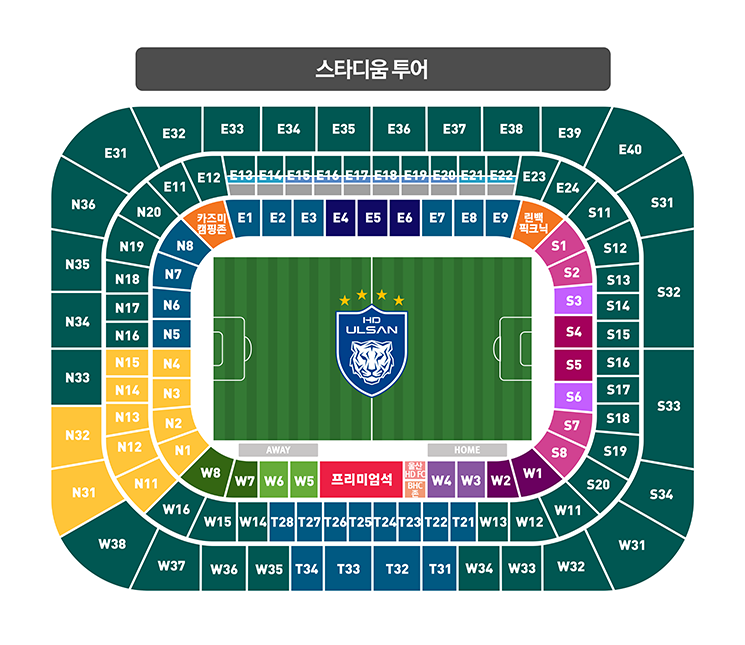 스타디움 투어
E31 E32 E33 E34 E35 E36 E37 E38 E39 E40
E11 E12 E13 E14 E15 E16 E17 E18 E19 E20 E21 E22 E23 E24
카즈미
캠핑존
E1 E2 E3 E4 E5 E6 E7 E8 E9
린백
픽크닉
N36 N20 S11 S31
N35 N19 N8 S1 S12
N18 N7 S2 S13
N34 N17 N6 S3 S14 S32
N16 N5 S4 S15
HD
ULSAN
N33 N15 N4 S5 S16
N14 N3 S6 S17
N32 N13 N2 S7 S18 S33
N12 N1 S8 S19
N31 N11 S20 S34
AWAY HOME
W8 W7 W6 W5
프리미엄석
울산
HD FC
BHC
존
W4 W3 W2 W1
W16 W15 W14 T28 T27 T26 T25 T24 T23 T22 T21 W13 W12 W11
W38 W37 W36 W35 T34 T33 T32 T31 W34 W33 W32 W31